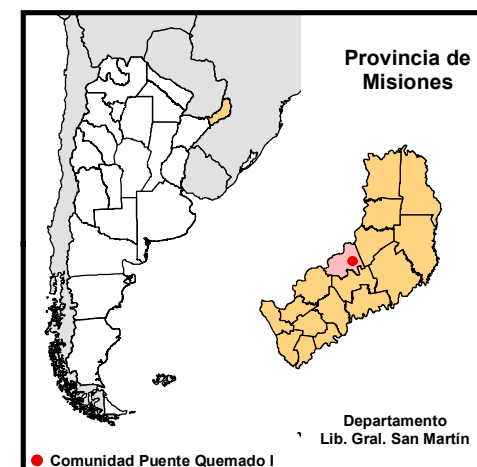 Provincia de
Misiones
Departamento
Lib. Gral. San Martín
Comunidad Puente Quemado I